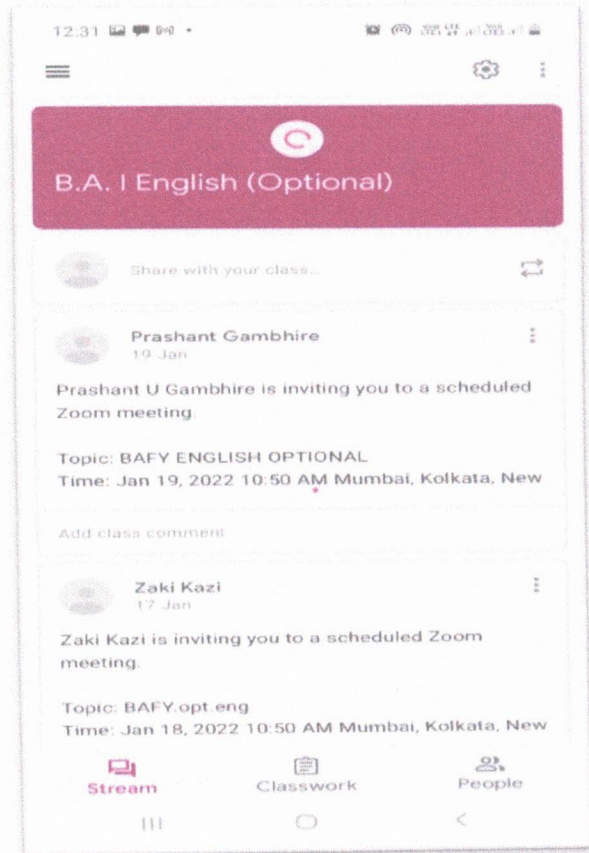 12:31
B.A. I English (Optional)
Share with your class...
Prashant Gambhire
19 Jan
Prashant U Gambhire is inviting you to a scheduled
Zoom meeting.
Topic: BAFY ENGLISH OPTIONAL
Time: Jan 19, 2022 10:50 AM Mumbai, Kolkata, New
Add class comment
Zaki Kazi
17 Jan
Zaki Kazi is inviting you to a scheduled Zoom
meeting.
Topic: BAFY.opt.eng
Time: Jan 18, 2022 10:50 AM Mumbai, Kolkata, New
Stream
Classwork
People